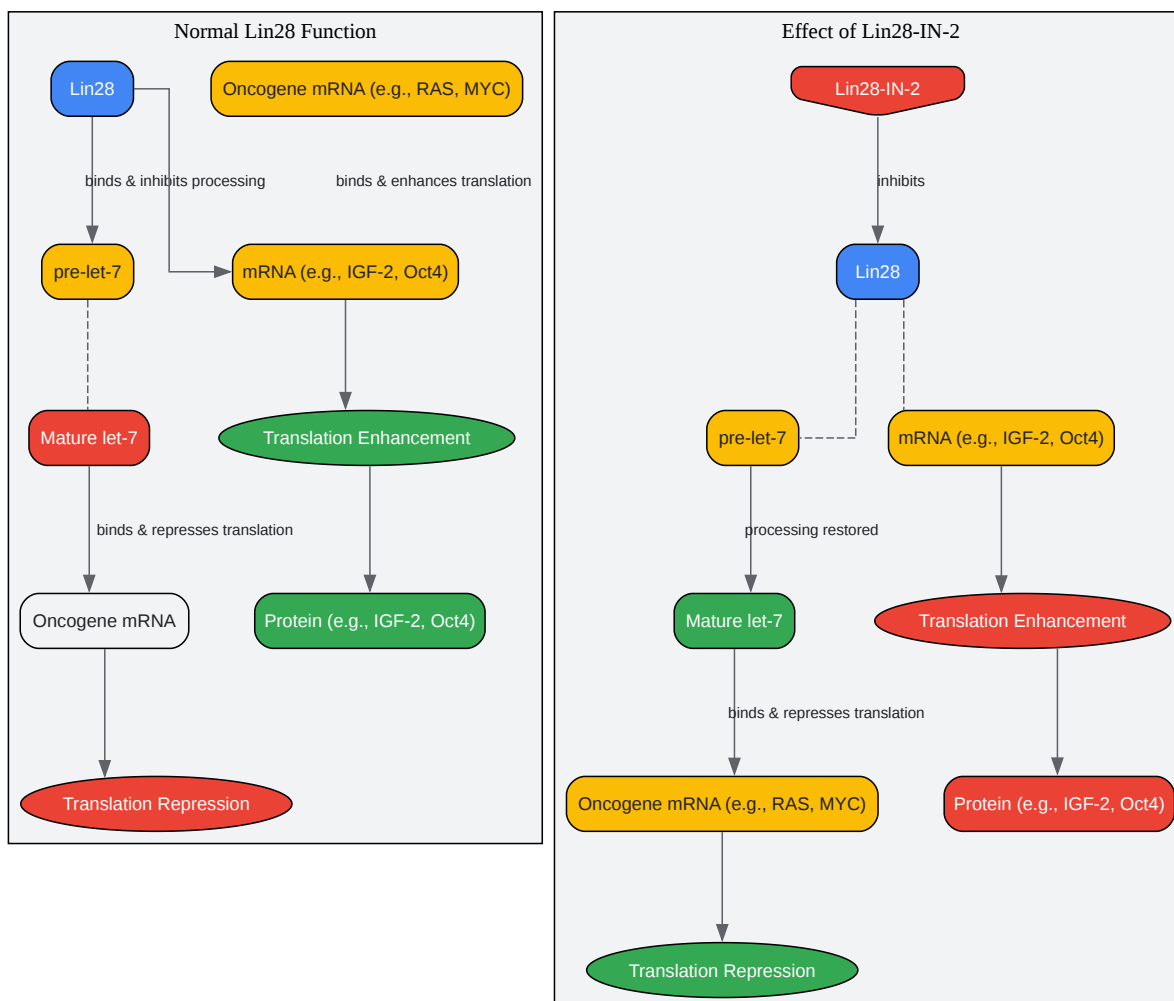 Normal Lin28 Function
Lin28
Oncogene mRNA (e.g., RAS, MYC)
binds & inhibits processing
binds & enhances translation
pre-let-7
mRNA (e.g., IGF-2, Oct4)
Mature let-7
Translation Enhancement
binds & represses translation
Oncogene mRNA
Protein (e.g., IGF-2, Oct4)
Translation Repression
Effect of Lin28-IN-2
Lin28-IN-2
inhibits
Lin28
pre-let-7
mRNA (e.g., IGF-2, Oct4)
processing restored
Mature let-7
Translation Enhancement
binds & represses translation
Oncogene mRNA (e.g., RAS, MYC)
Protein (e.g., IGF-2, Oct4)
Translation Repression